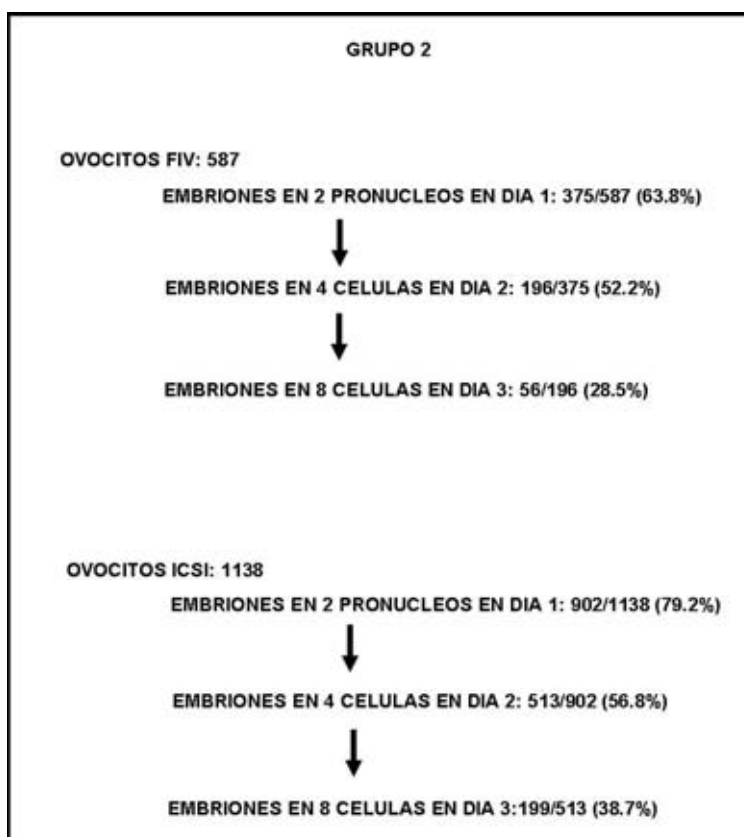 GRUPO 2
OVOCITOS FIV: 587
EMBRIONES EN 2 PRONUCLEOS EN DIA 1: 375/587 (63.8%)
EMBRIONES EN 4 CELULAS EN DIA 2: 196/375 (52.2%)
EMBRIONES EN 8 CELULAS EN DIA 3: 56/196 (28.5%)
OVOCITOS ICSI: 1138
EMBRIONES EN 2 PRONUCLEOS EN DIA 1: 902/1138 (79.2%)
EMBRIONES EN 4 CELULAS EN DIA 2: 513/902 (56.8%)
EMBRIONES EN 8 CELULAS EN DIA 3:199/513 (38.7%)